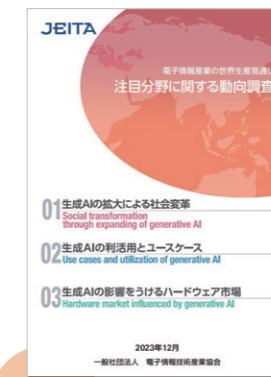 JEITA
電子情報産業の世界生産見通し
注目分野に関する動向調査
01 生成AIの拡大による社会変革
Social transformation
through expanding of generative AI
02 生成AIの利活用とユースケース
Use cases and utilization of generative AI
03 生成AIの影響をうけるハードウェア市場
Hardware market influenced by generative AI
2023年12月
一般社団法人 電子情報技術産業協会